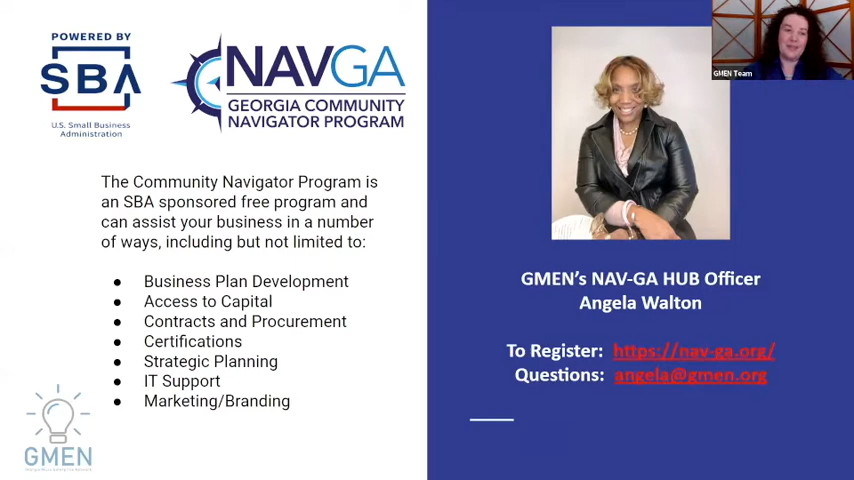 POWERED BY
SBA
U.S. Small Business
Administration
NAVGA
GEORGIA COMMUNITY
NAVIGATOR PROGRAM
The Community Navigator Program is
an SBA sponsored free program and
can assist your business in a number
of ways, including but not limited to:
● Business Plan Development
● Access to Capital
● Contracts and Procurement
● Certifications
● Strategic Planning
● IT Support
● Marketing/Branding
GMEN
GMEN Team
GMEN's NAV-GA HUB Officer
Angela Walton
To Register: https://nav-ga.org/
Questions: angela@gmen.org